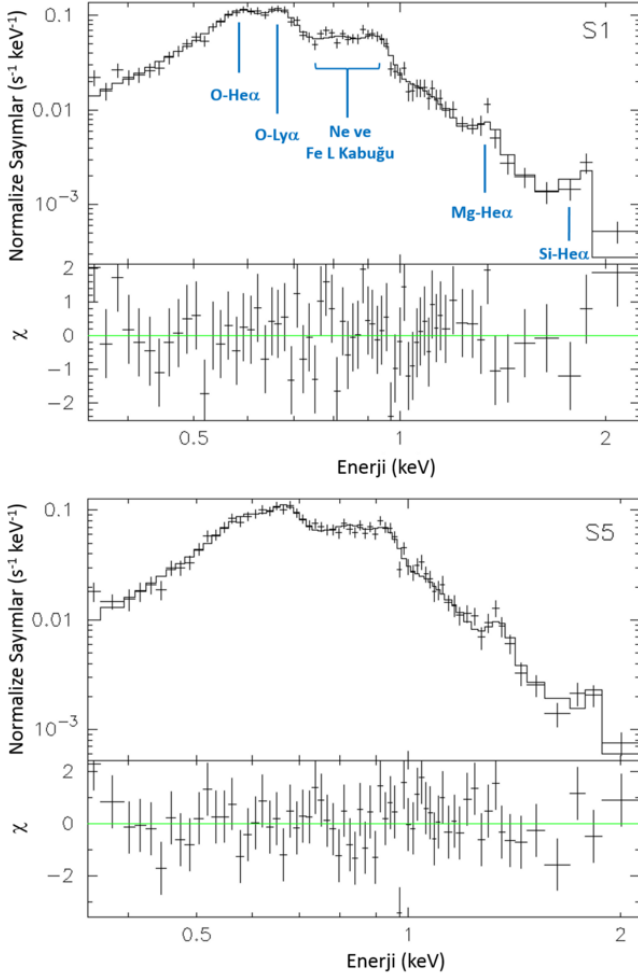 Normalize Sayımlar (s⁻¹ keV⁻¹)
0.1
0.01
10⁻³
S1
O-Heα
O-Lyα
Ne ve
Fe L Kabuğu
Mg-Heα
Si-Heα
χ
2
1
0
−1
−2
0.5
1
2
Enerji (keV)
Normalize Sayımlar (s⁻¹ keV⁻¹)
0.1
0.01
10⁻³
S5
χ
2
0
−2
0.5
1
2
Enerji (keV)